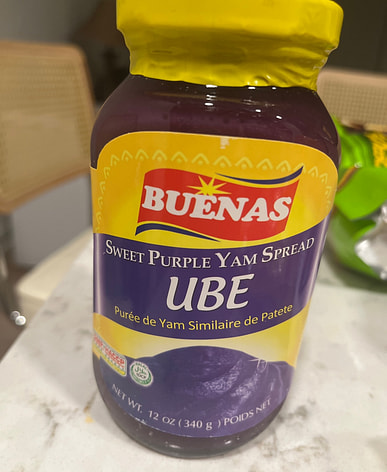 BUENAS
SWEET PURPLE YAM SPREAD
UBE
Purée de Yam Similaire de Patete
NET WT. 12 OZ (340 g) POIDS NET